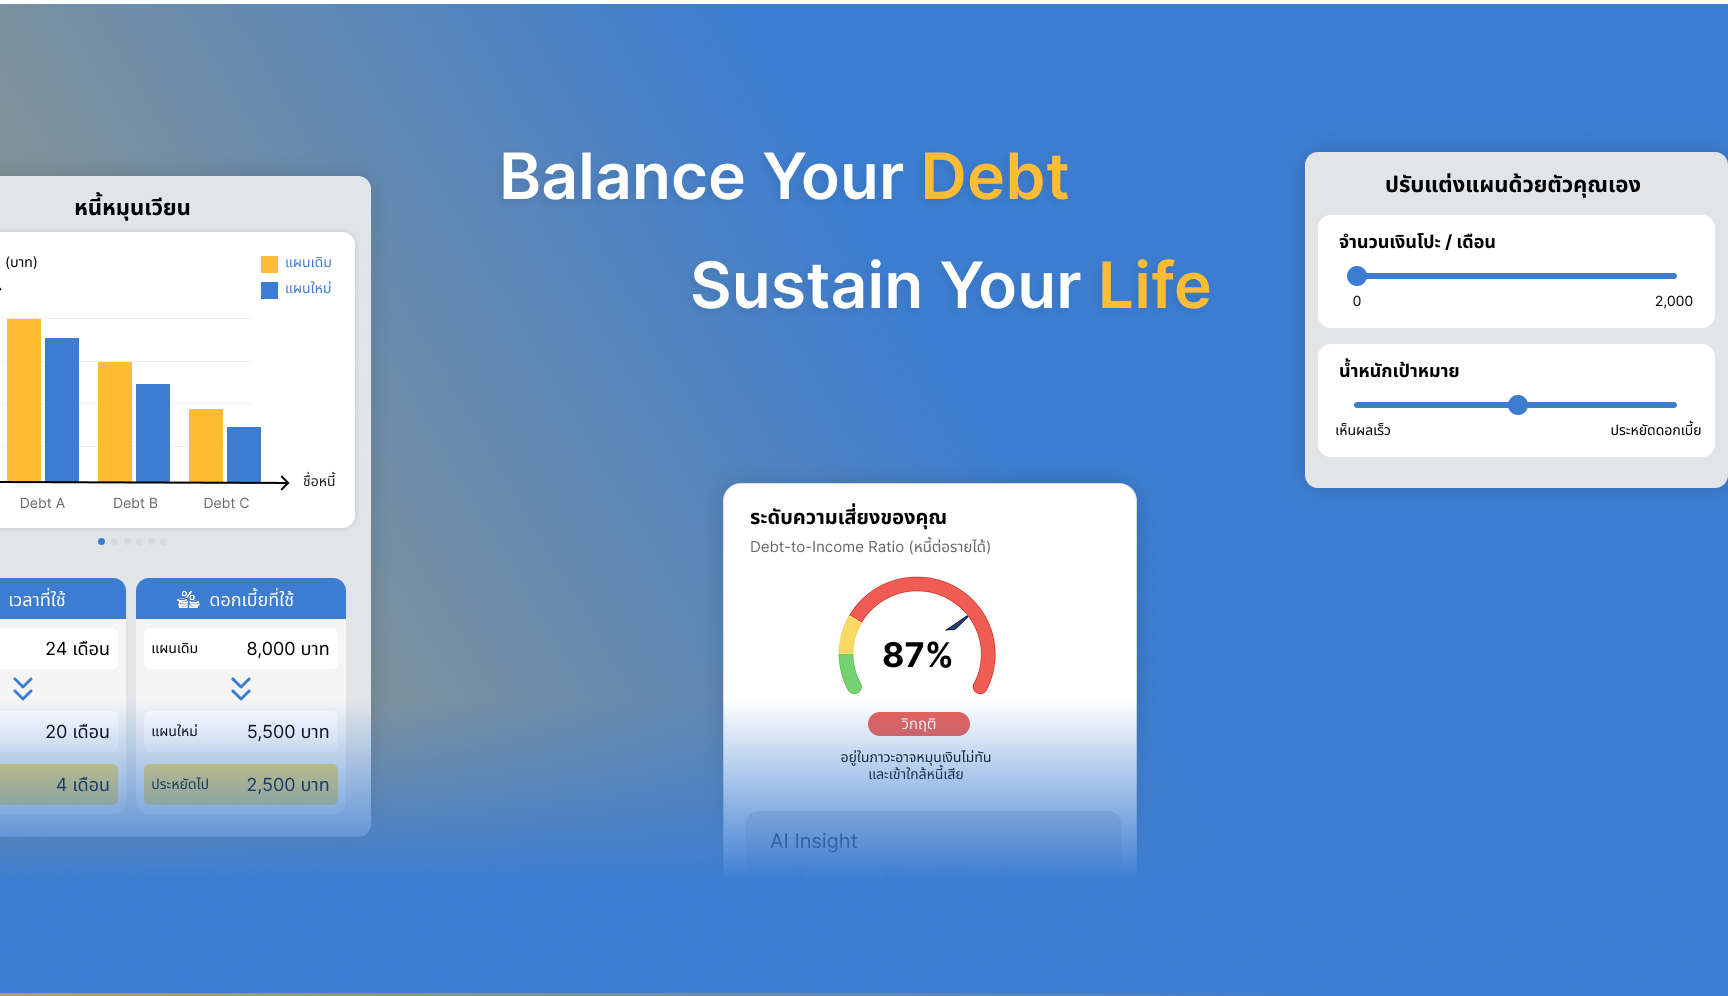 Balance Your Debt
Sustain Your Life
หนี้หมุนเวียน
(บาท)
แผนเดิม
แผนใหม่
ชื่อหนี้
Debt A
Debt B
Debt C
เวลาที่ใช้
24 เดือน
20 เดือน
4 เดือน
% ดอกเบี้ยที่ใช้
แผนเดิม 8,000 บาท
แผนใหม่ 5,500 บาท
ประหยัดไป 2,500 บาท
ระดับความเสี่ยงของคุณ
Debt-to-Income Ratio (หนี้ต่อรายได้)
87%
วิกฤติ
อยู่ในภาวะอาจหมุนเงินไม่ทัน
และเข้าใกล้หนี้เสีย
AI Insight
ปรับแต่งแผนด้วยตัวคุณเอง
จำนวนเงินโปะ / เดือน
0 2,000
น้ำหนักเป้าหมาย
เห็นผลเร็ว ประหยัดดอกเบี้ย